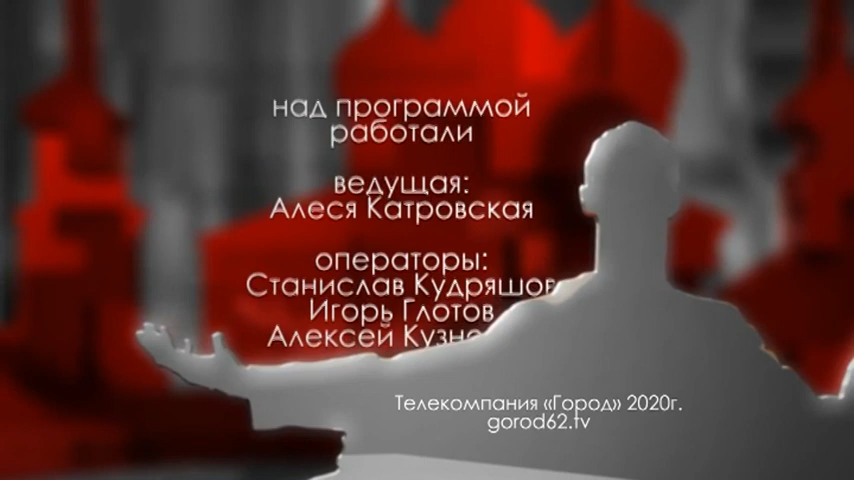 над программой
работали
ведущая:
Алеся Катровская
операторы:
Станислав Кудряшов
Игорь Глотов
Алексей
Телекомпания «Город» 2020г.
gorod62.tv